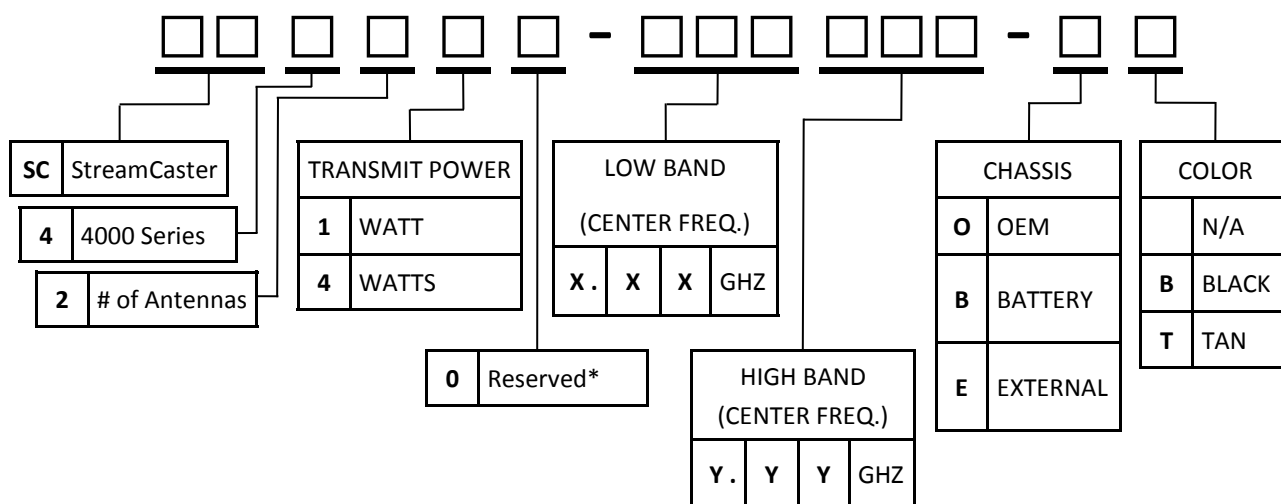 - -
SC StreamCaster
4 4000 Series
2 # of Antennas
TRANSMIT POWER
1 WATT
4 WATTS
0 Reserved*
LOW BAND
(CENTER FREQ.)
X. X X GHZ
HIGH BAND
(CENTER FREQ.)
Y. Y Y GHZ
CHASSIS
O OEM
B BATTERY
E EXTERNAL
COLOR
N/A
B BLACK
T TAN